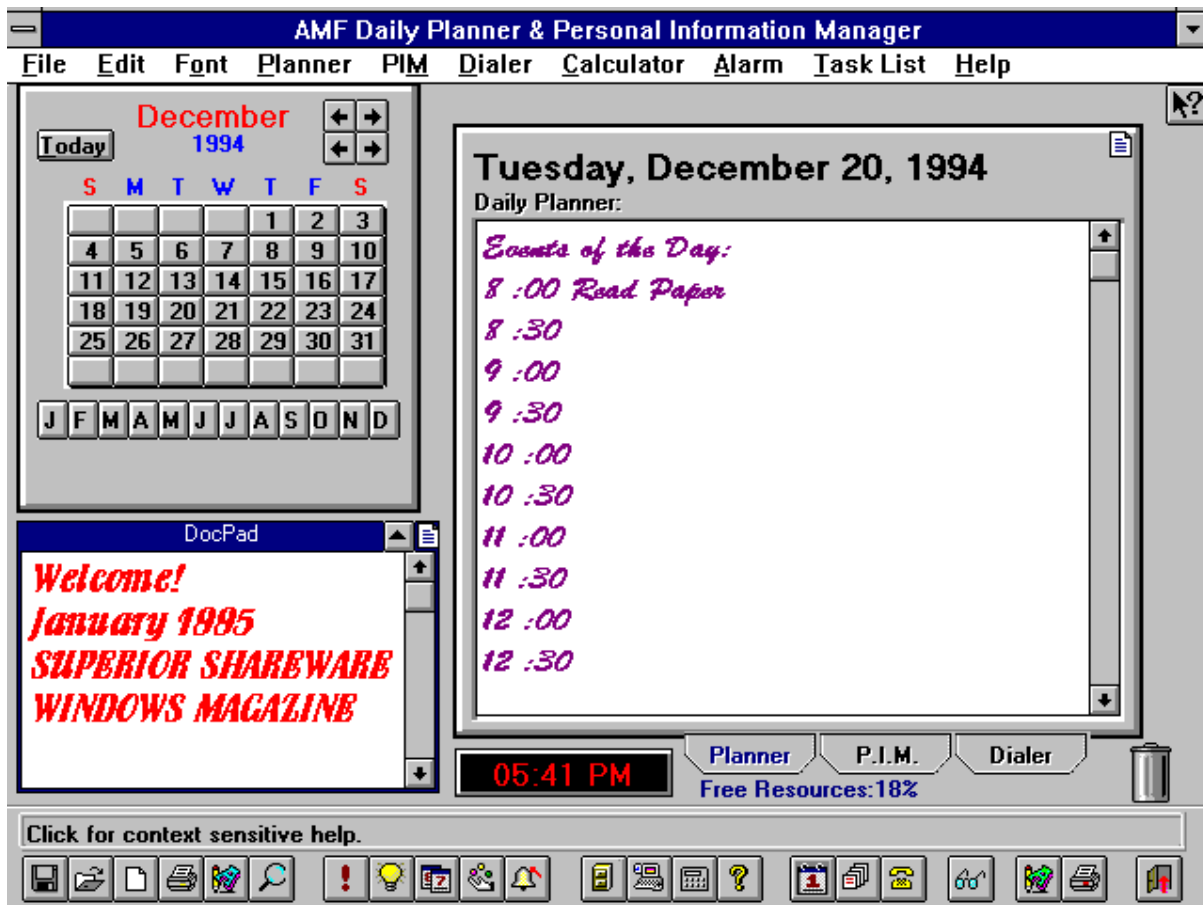 AMF Daily Planner & Personal Information Manager
File Edit Font Planner PIM Dialer Calculator Alarm Task List Help
December
Today 1994
S M T W T F S
1 2 3
4 5 6 7 8 9 10
11 12 13 14 15 16 17
18 19 20 21 22 23 24
25 26 27 28 29 30 31
J F M A M J J A S O N D
DocPad
Welcome!
January 1995
SUPERIOR SHAREWARE
WINDOWS MAGAZINE
Tuesday, December 20, 1994
Daily Planner:
Events of the Day:
8 :00 Read Paper
8 :30
9 :00
9 :30
10 :00
10 :30
11 :00
11 :30
12 :00
12 :30
05:41 PM
Planner P.I.M. Dialer
Free Resources:18%
Click for context sensitive help.